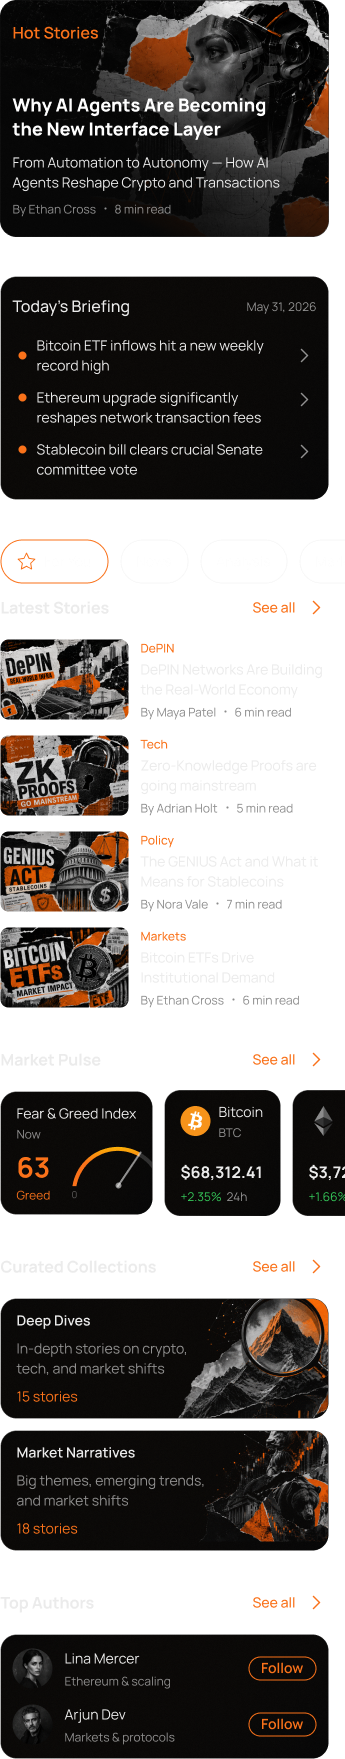 Hot Stories
Why AI Agents Are Becoming
the New Interface Layer
From Automation to Autonomy — How AI
Agents Reshape Crypto and Transactions
By Ethan Cross • 8 min read
Today's Briefing
May 31, 2026
Bitcoin ETF inflows hit a new weekly
record high
Ethereum upgrade significantly
reshapes network transaction fees
Stablecoin bill clears crucial Senate
committee vote
Latest Stories
See all
DePIN
REAL-WORLD INFRA
DePIN
DePIN Networks Are Building
the Real-World Economy
By Maya Patel • 6 min read
ZK
PROOFS
GO MAINSTREAM
Tech
Zero-Knowledge Proofs are
going mainstream
By Adrian Holt • 5 min read
GENIUS
ACT
STABLECOINS
Policy
The GENIUS Act and What it
Means for Stablecoins
By Nora Vale • 7 min read
BITCOIN
ETFs
MARKET IMPACT
ETF
Markets
Bitcoin ETFs Drive
Institutional Demand
By Ethan Cross • 6 min read
Market Pulse
See all
Fear & Greed Index
Now
63
Greed
0
Bitcoin
BTC
$68,312.41
+2.35% 24h
$3,72
+1.66%
Curated Collections
See all
Deep Dives
In-depth stories on crypto,
tech, and market shifts
15 stories
Market Narratives
Big themes, emerging trends,
and market shifts
18 stories
Top Authors
See all
Lina Mercer
Ethereum & scaling
Follow
Arjun Dev
Markets & protocols
Follow